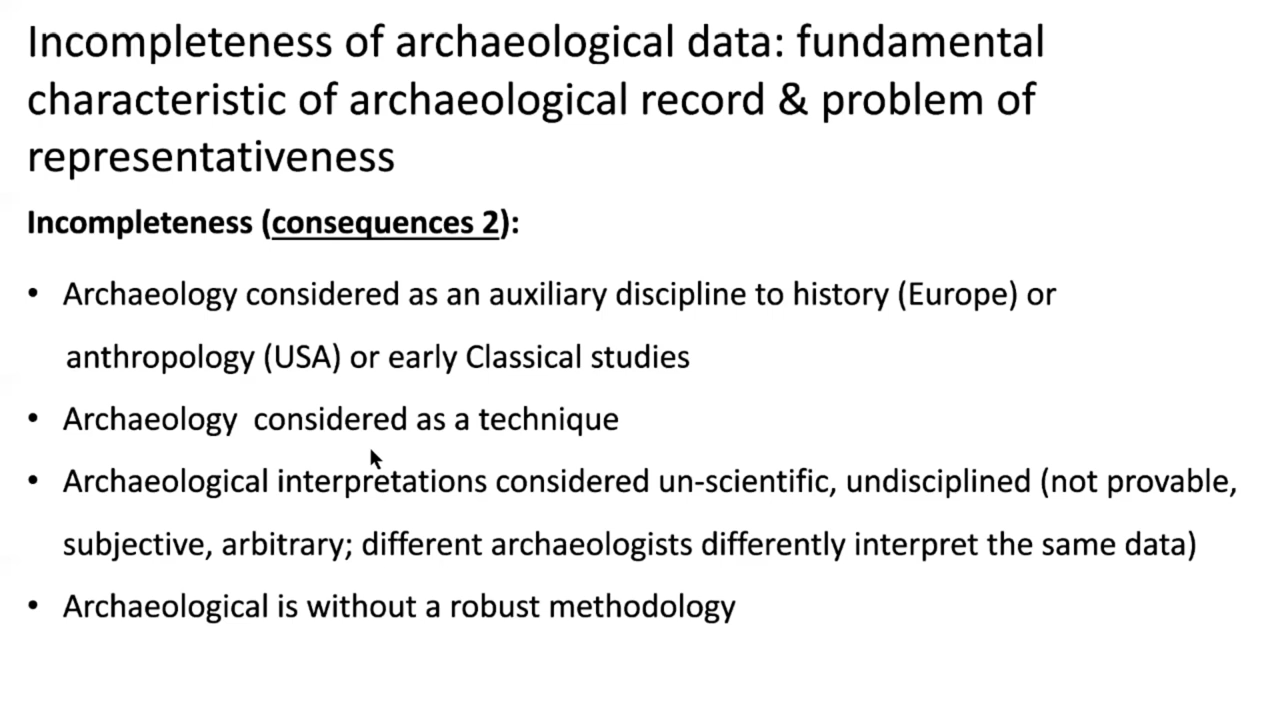 Incompleteness of archaeological data: fundamental
characteristic of archaeological record & problem of
representativeness
Incompleteness (consequences 2):
• Archaeology considered as an auxiliary discipline to history (Europe) or
anthropology (USA) or early Classical studies
• Archaeology  considered as a technique
• Archaeological interpretations considered un-scientific, undisciplined (not provable,
subjective, arbitrary; different archaeologists differently interpret the same data)
• Archaeological is without a robust methodology